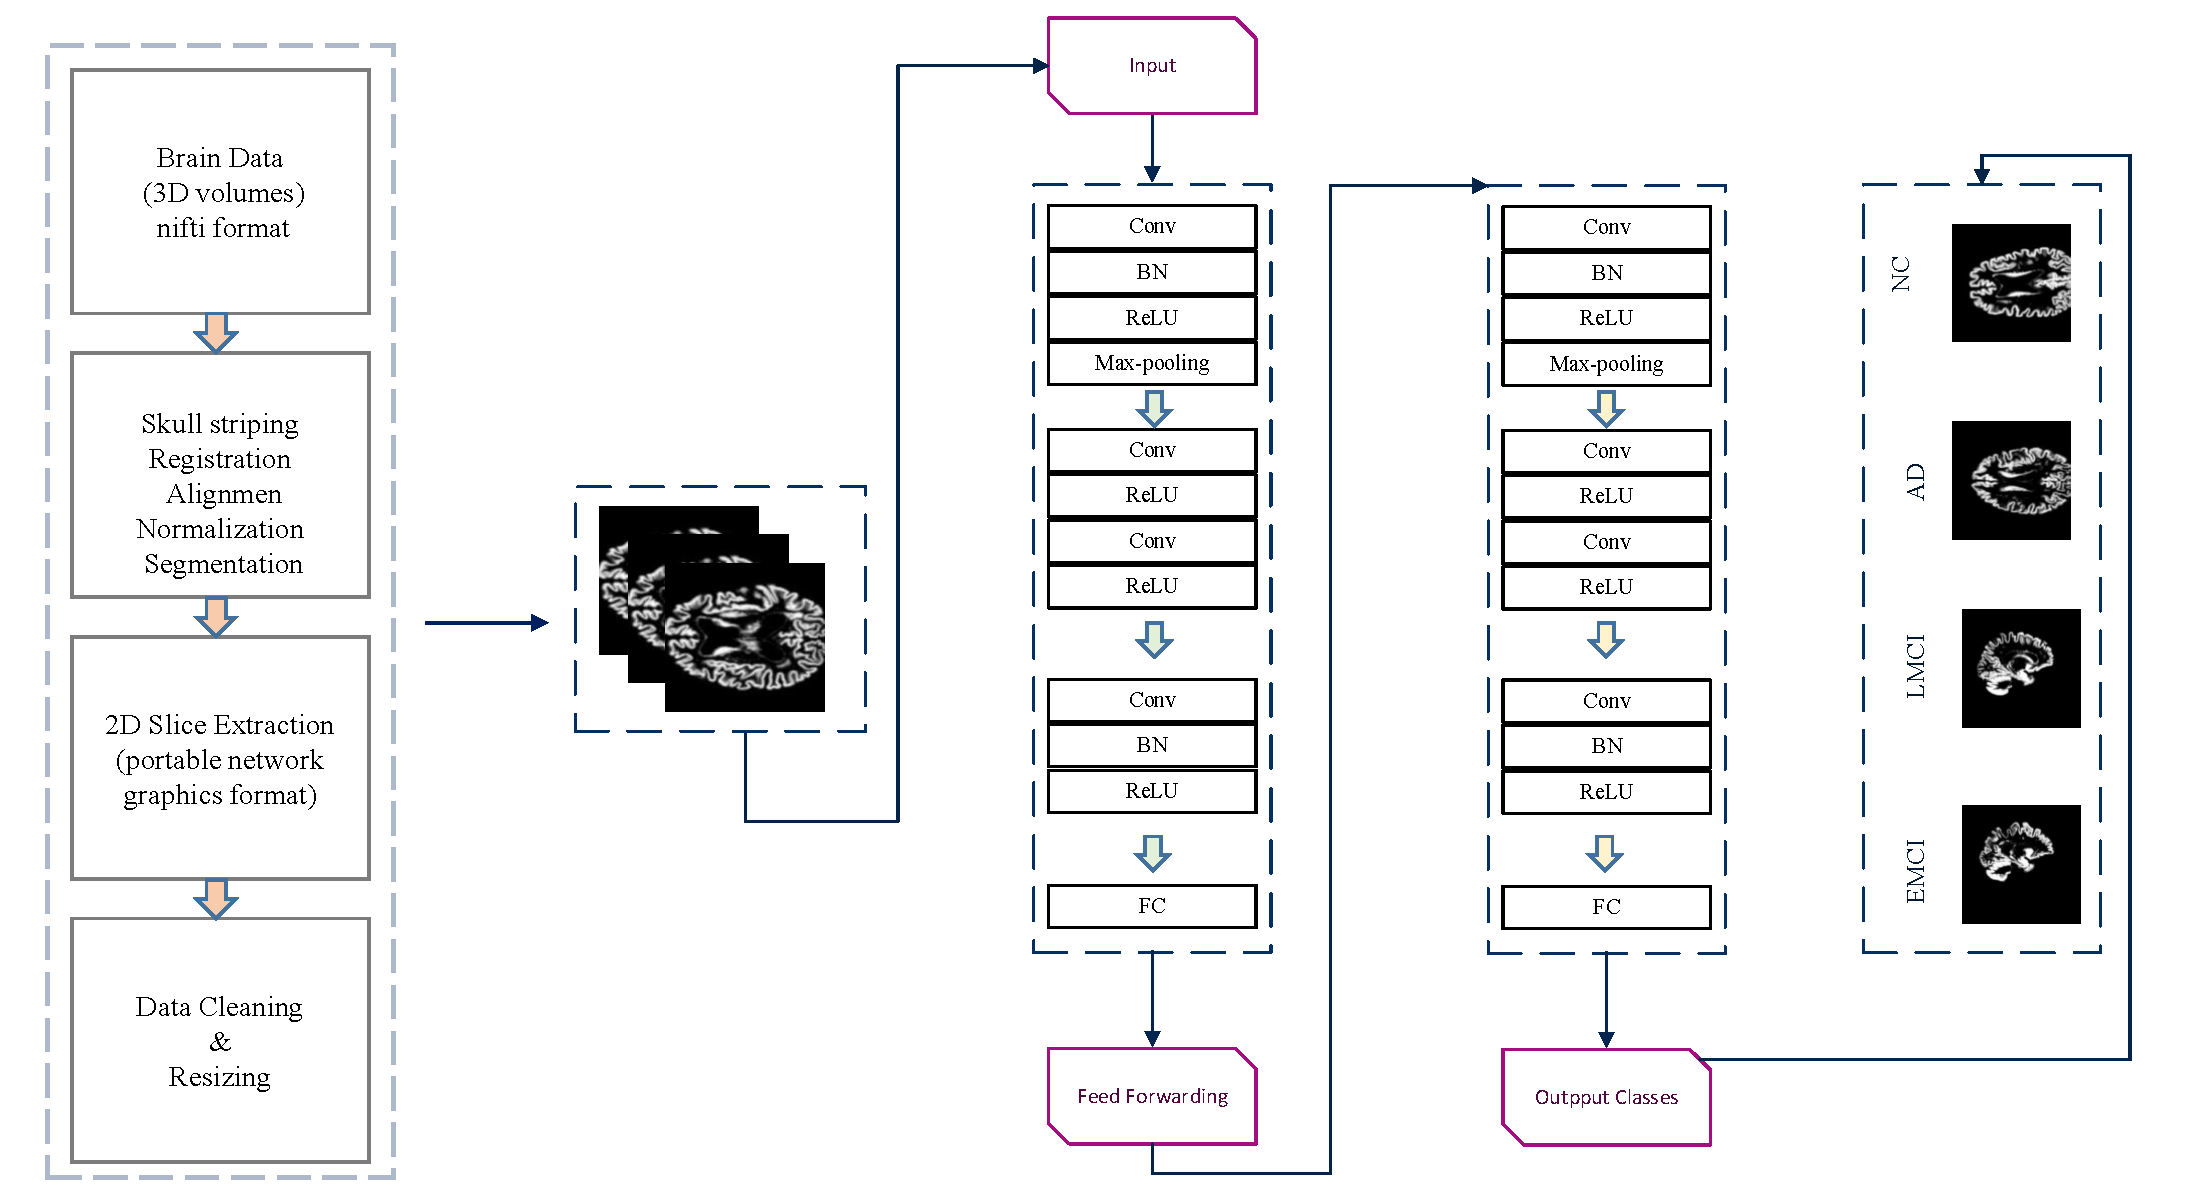 Brain Data
(3D volumes)
nifti format
Skull striping
Registration
Alignmen
Normalization
Segmentation
2D Slice Extraction
(portable network
graphics format)
Data Cleaning
&
Resizing
Input
Conv
BN
ReLU
Max-pooling
Conv
ReLU
Conv
ReLU
Conv
BN
ReLU
FC
Feed Forwarding
Conv
BN
ReLU
Max-pooling
Conv
ReLU
Conv
ReLU
Conv
BN
ReLU
FC
Outpput Classes
NC
AD
LMCI
EMCI